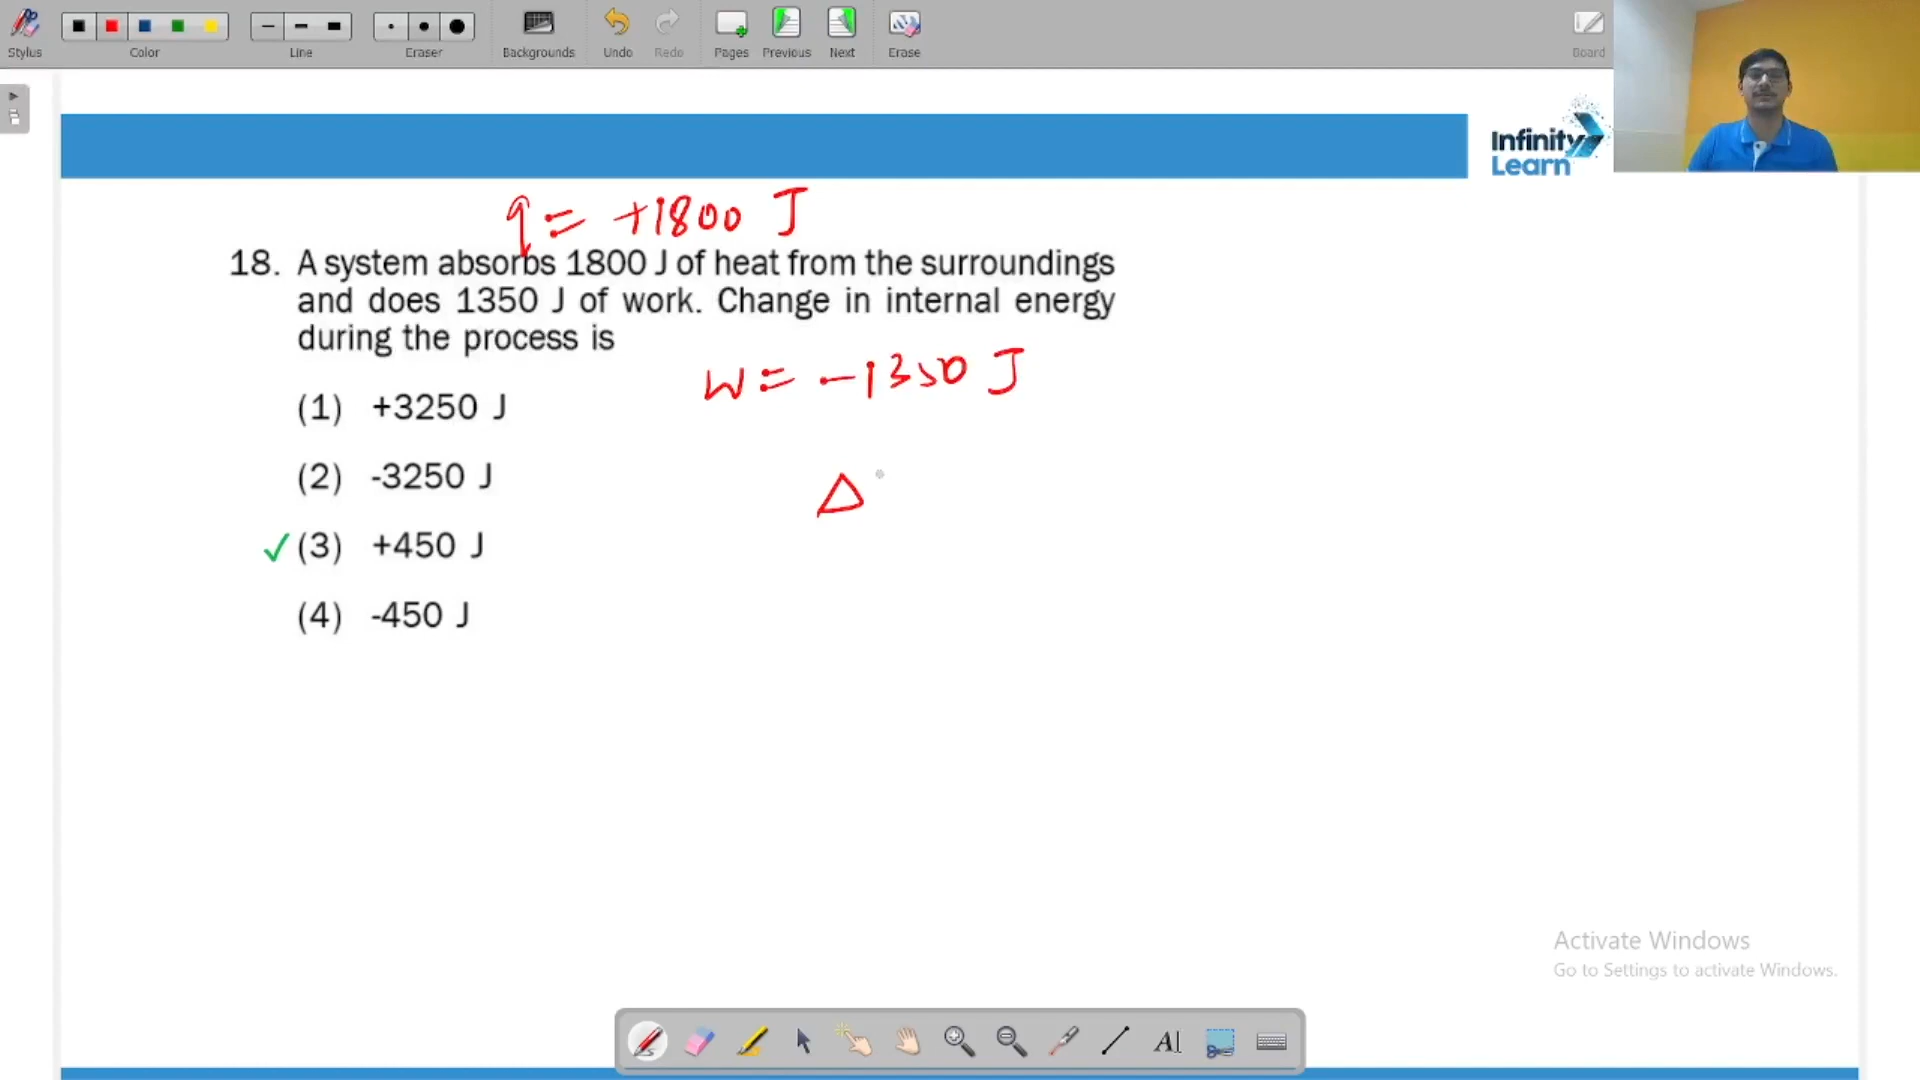 Stylus
Color
Line
Eraser
Backgrounds
Undo
Redo
Pages
Previous
Next
Erase
Board
Infinity
Learn
q = +1800 J
18. A system absorbs 1800 J of heat from the surroundings
and does 1350 J of work. Change in internal energy
during the process is
w = -1350 J
(1) +3250 J
(2) -3250 J
Δ
✓ (3) +450 J
(4) -450 J
Activate Windows
Go to Settings to activate Windows.
AI